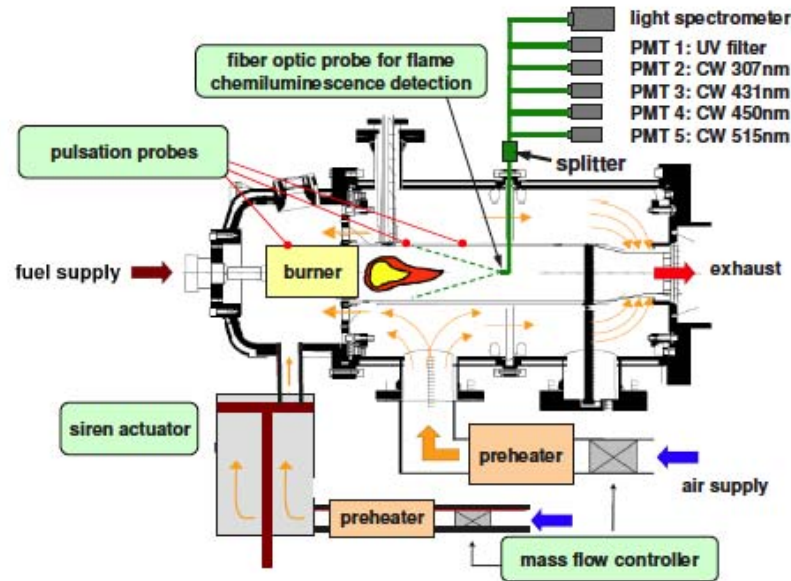 light spectrometer
fiber optic probe for flame
chemiluminescence detection
PMT 1: UV filter
PMT 2: CW 307nm
PMT 3: CW 431nm
PMT 4: CW 450nm
PMT 5: CW 515nm
pulsation probes
splitter
fuel supply
burner
exhaust
siren actuator
preheater
air supply
preheater
mass flow controller